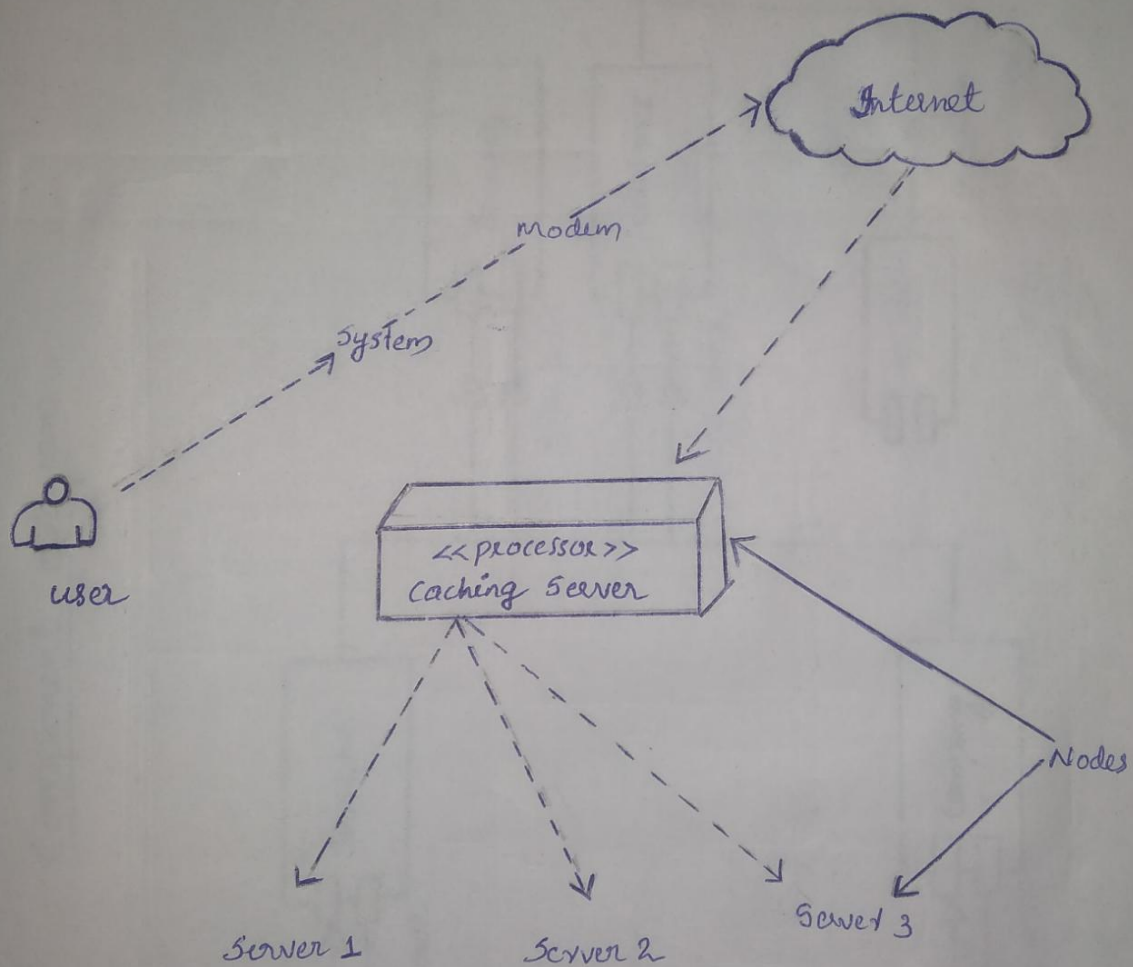 Internet
modem
System
user
<<processor>>
Caching Server
Nodes
Server 1
Server 2
Server 3